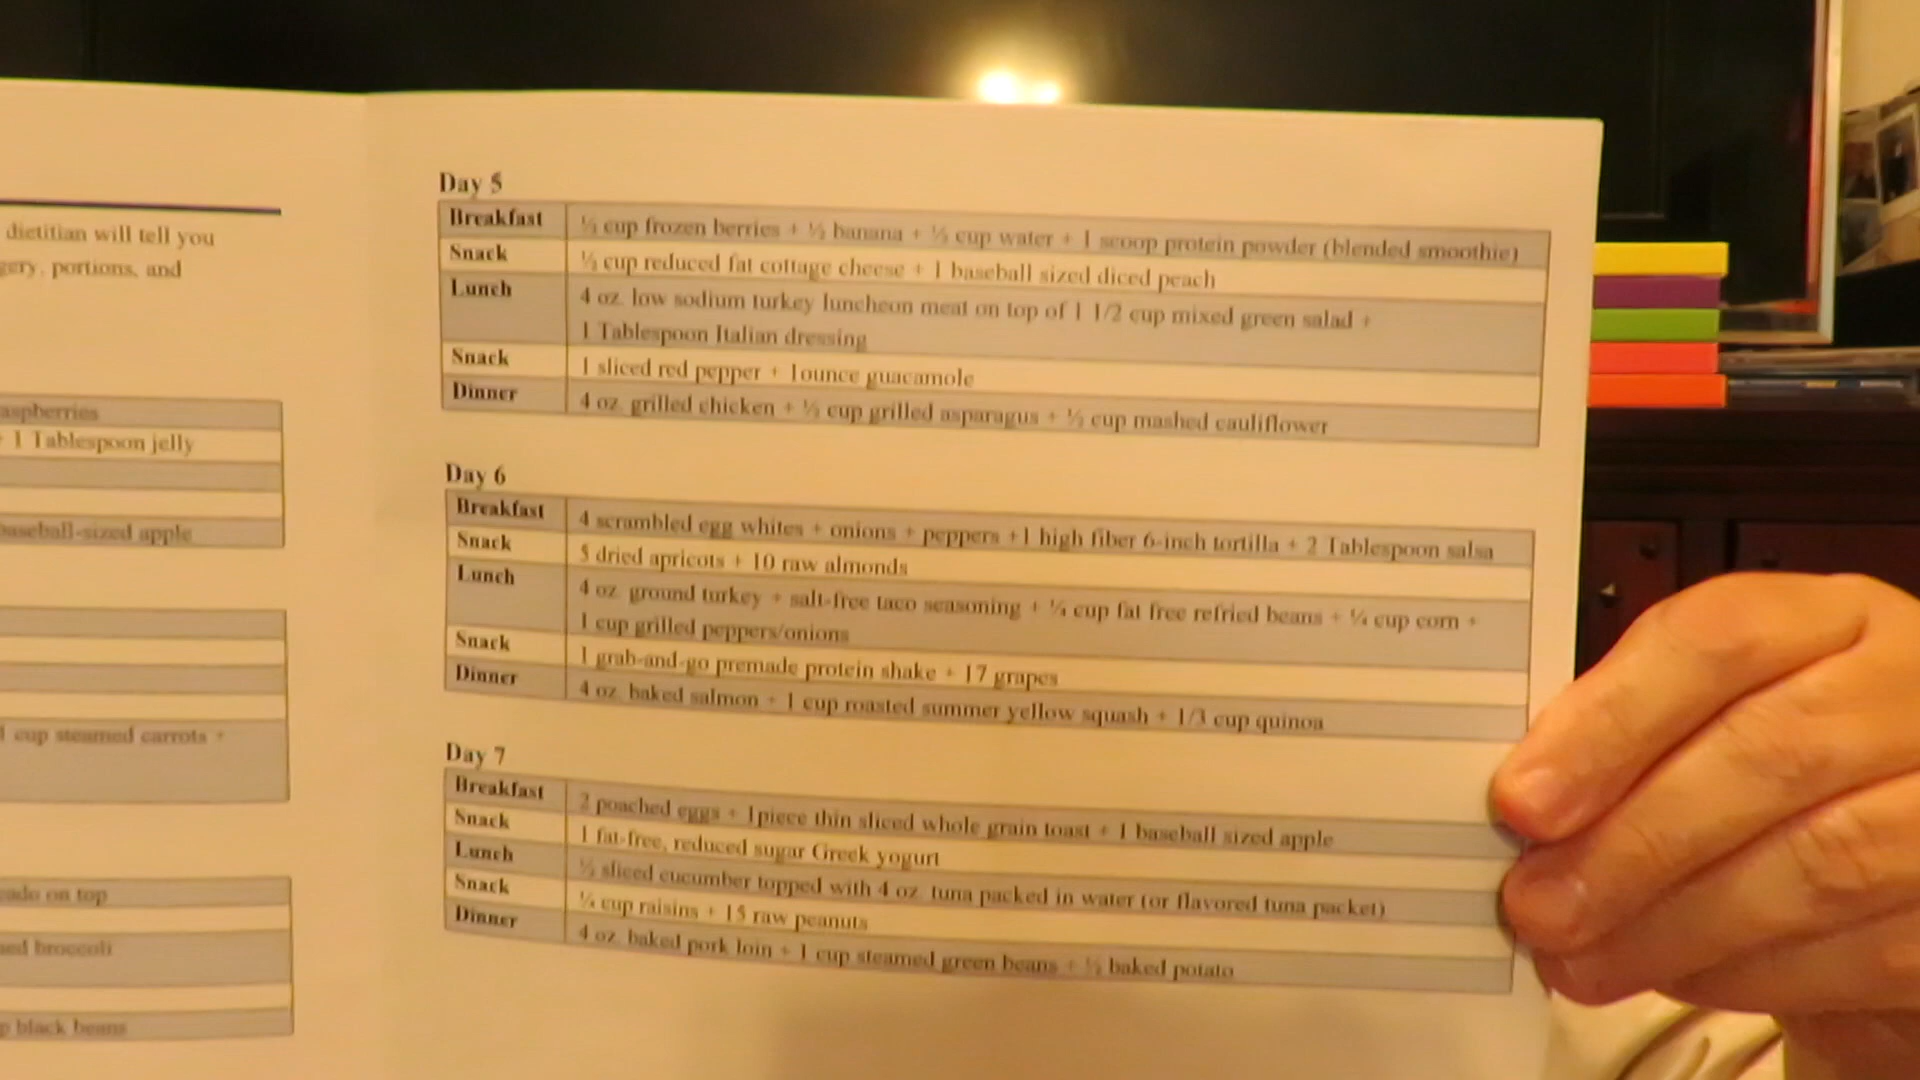 dietitian will tell you
gery, portions, and
aspberries
+ 1 Tablespoon jelly
baseball-sized apple
1 cup steamed carrots +
cado on top
ed broccoli
p black beans
Day 5
Breakfast ½ cup frozen berries + ½ banana + ½ cup water + 1 scoop protein powder (blended smoothie)
Snack ½ cup reduced fat cottage cheese + 1 baseball sized diced peach
Lunch 4 oz. low sodium turkey luncheon meat on top of 1 1/2 cup mixed green salad +
1 Tablespoon Italian dressing
Snack 1 sliced red pepper + 1ounce guacamole
Dinner 4 oz. grilled chicken + ½ cup grilled asparagus + ½ cup mashed cauliflower
Day 6
Breakfast 4 scrambled egg whites + onions + peppers +1 high fiber 6-inch tortilla + 2 Tablespoon salsa
Snack 5 dried apricots + 10 raw almonds
Lunch 4 oz. ground turkey + salt-free taco seasoning + ¼ cup fat free refried beans + ¼ cup corn +
1 cup grilled peppers/onions
Snack 1 grab-and-go premade protein shake + 17 grapes
Dinner 4 oz. baked salmon + 1 cup roasted summer yellow squash + 1/3 cup quinoa
Day 7
Breakfast 2 poached eggs + 1piece thin sliced whole grain toast + 1 baseball sized apple
Snack 1 fat-free, reduced sugar Greek yogurt
Lunch ½ sliced cucumber topped with 4 oz. tuna packed in water (or flavored tuna packet)
Snack ¼ cup raisins + 15 raw peanuts
Dinner 4 oz. baked pork loin + 1 cup steamed green beans + ½ baked potato